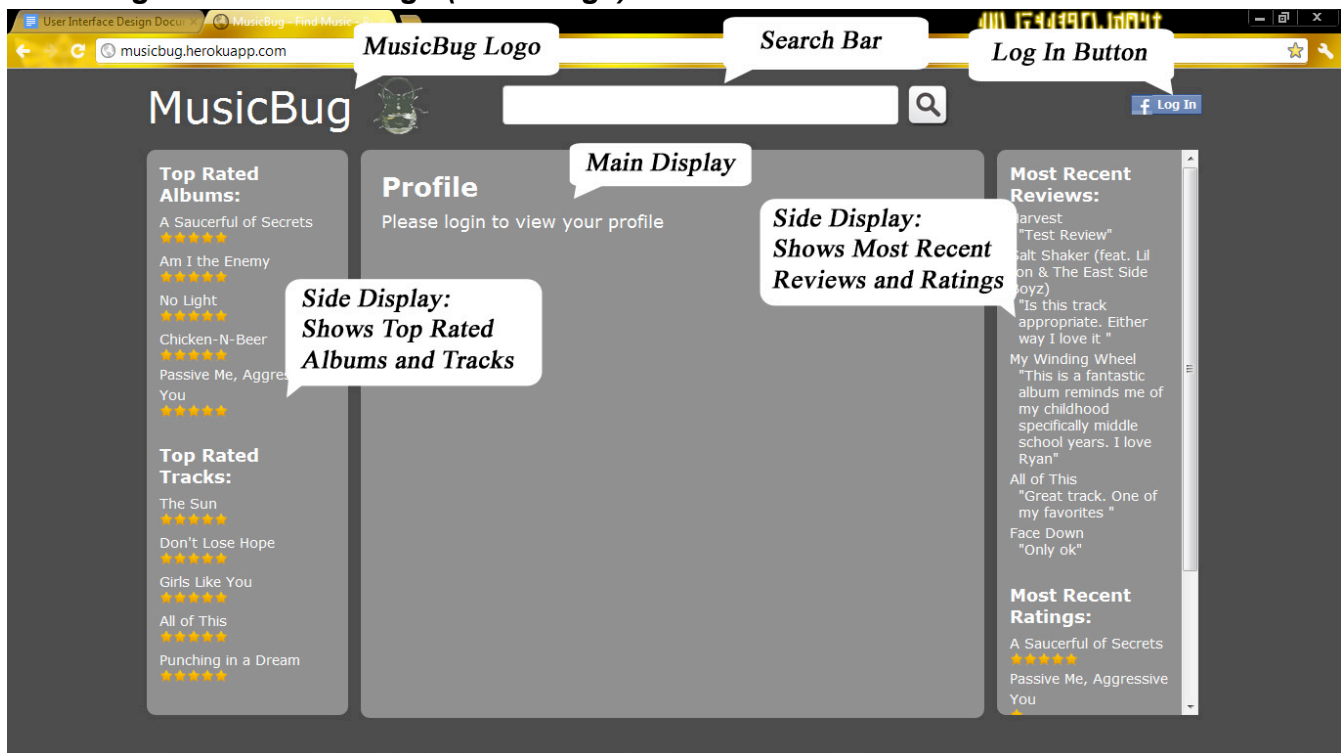 User Interface Design Docu
MusicBug - Find Music
musicbug.herokuapp.com
MusicBug Logo
Search Bar
Log In Button
MusicBug
f Log In
Top Rated
Albums:
A Saucerful of Secrets
Am I the Enemy
No Light
Chicken-N-Beer
Passive Me, Aggres
You
Top Rated
Tracks:
The Sun
Don't Lose Hope
Girls Like You
All of This
Punching in a Dream
Side Display:
Shows Top Rated
Albums and Tracks
Main Display
Profile
Please login to view your profile
Side Display:
Shows Most Recent
Reviews and Ratings
Most Recent
Reviews:
Harvest
"Test Review"
Salt Shaker (feat. Lil
Jon & The East Side
Boyz)
"Is this track
appropriate. Either
way I love it "
My Winding Wheel
"This is a fantastic
album reminds me of
my childhood
specifically middle
school years. I love
Ryan"
All of This
"Great track. One of
my favorites "
Face Down
"Only ok"
Most Recent
Ratings:
A Saucerful of Secrets
Passive Me, Aggressive
You